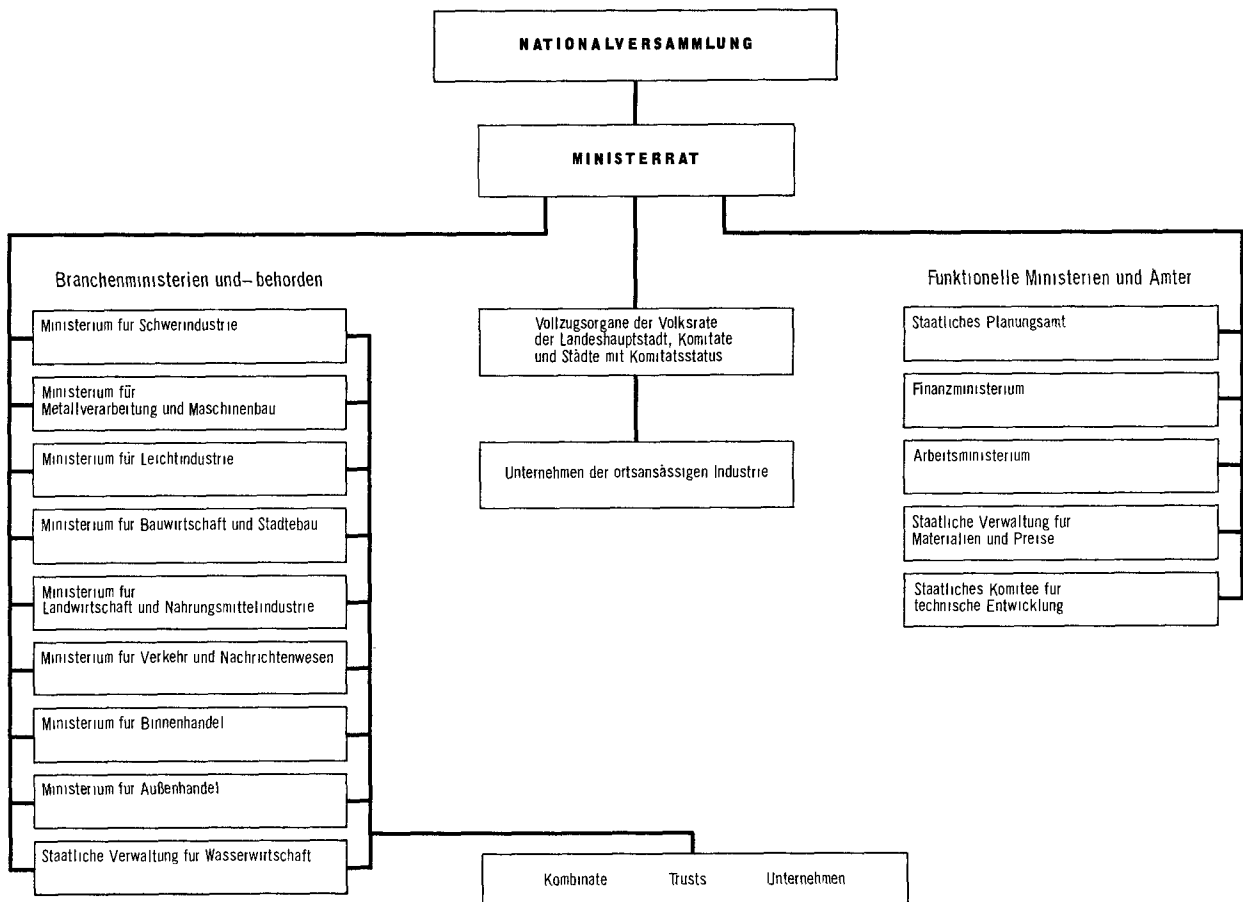 NATIONALVERSAMMLUNG
MINISTERRAT
Branchenministerien und-behorden
Ministerium fur Schwerindustrie
Ministerium für
Metallverarbeitung und Maschinenbau
Ministerium für Leichtindustrie
Ministerium fur Bauwirtschaft und Stadtebau
Ministerium fur
Landwirtschaft und Nahrungsmittelindustrie
Ministerium fur Verkehr und Nachrichtenwesen
Ministerium fur Binnenhandel
Ministerium fur Außenhandel
Staatliche Verwaltung fur Wasserwirtschaft
Vollzugsorgane der Volksrate
der Landeshauptstadt, Komitate
und Städte mit Komitatsstatus
Unternehmen der ortsansässigen Industrie
Funktionelle Ministerien und Amter
Staatliches Planungsamt
Finanzministerium
Arbeitsministerium
Staatliche Verwaltung fur
Materialien und Preise
Staatliches Komitee fur
technische Entwicklung
Kombinate Trusts Unternehmen